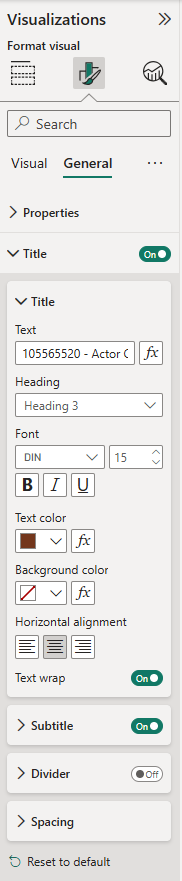 Visualizations
Format visual
Search
Visual General ...
Properties
Title On
Title
Text
105565520 - Actor fx
Heading
Heading 3
Font
DIN 15
B I U
Text color
fx
Background color
fx
Horizontal alignment
Text wrap On
Subtitle On
Divider Off
Spacing
Reset to default